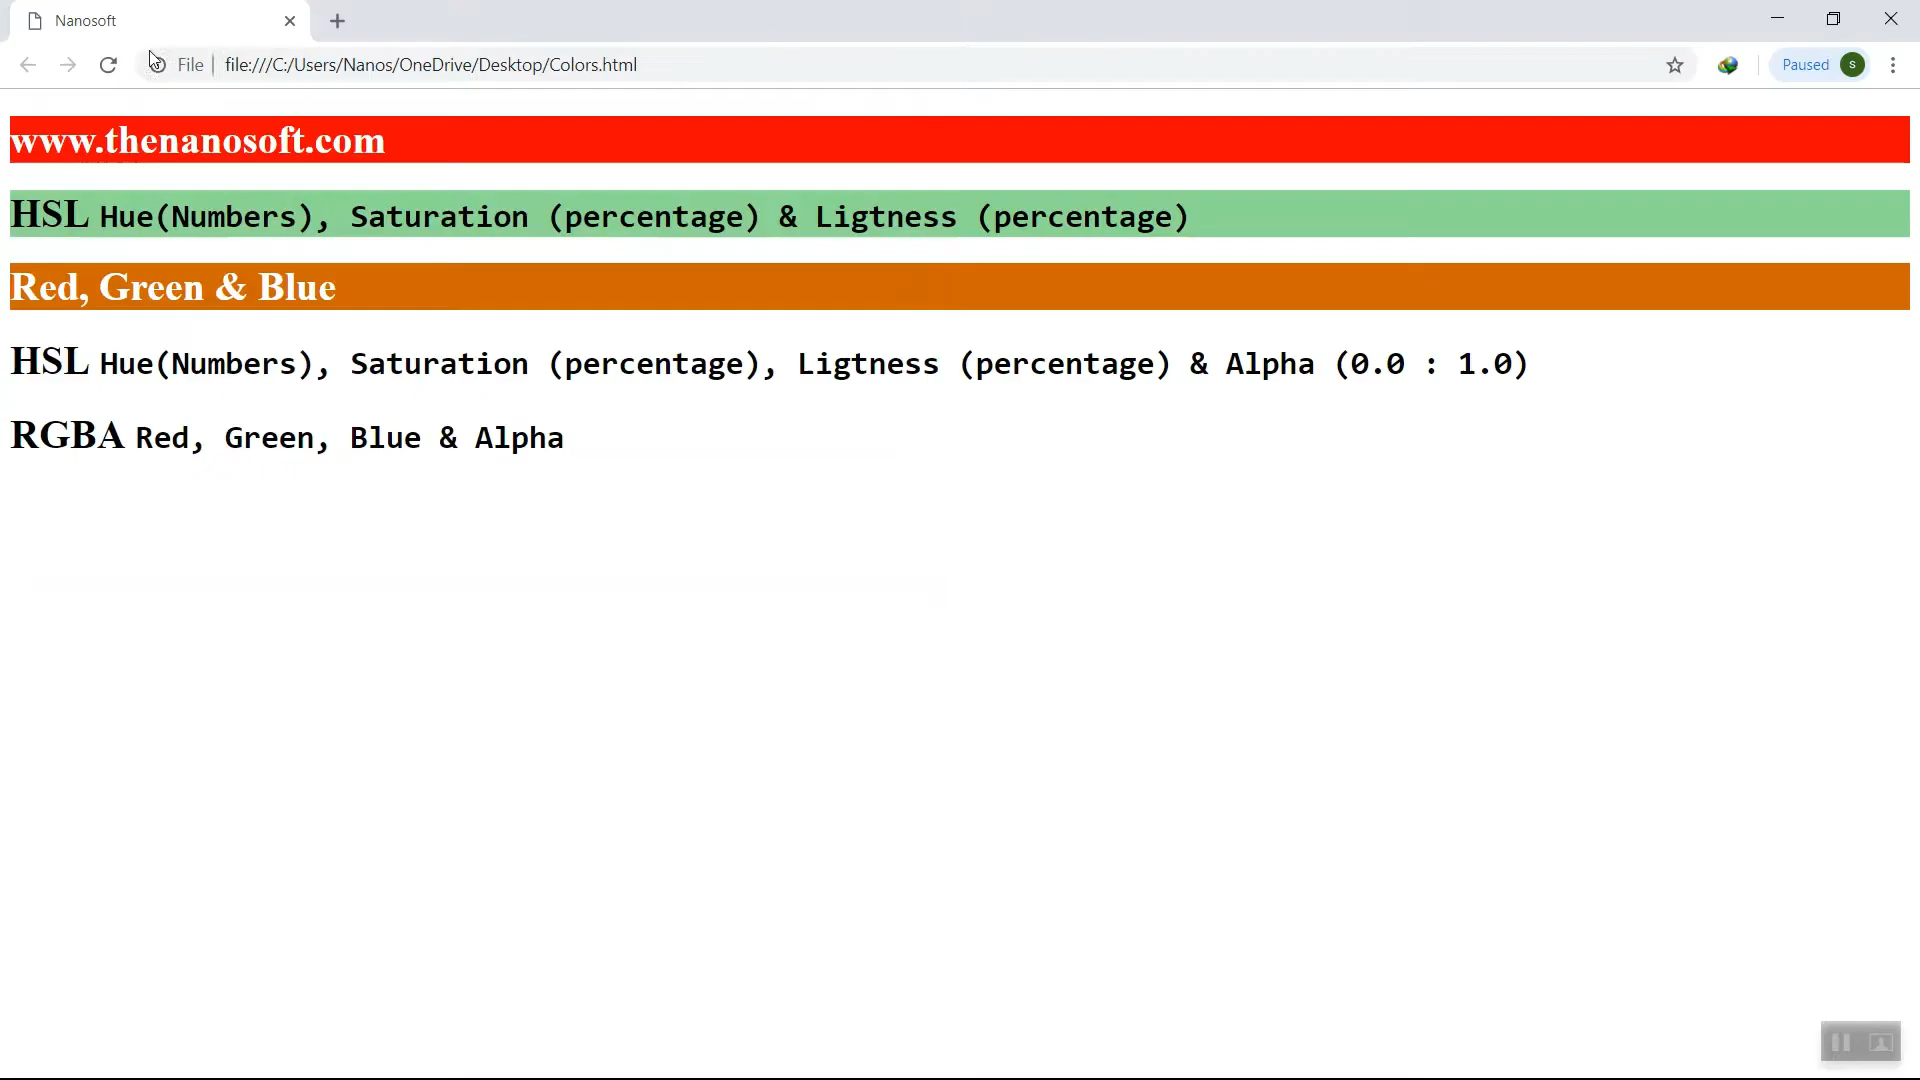 Nanosoft
File file:///C:/Users/Nanos/OneDrive/Desktop/Colors.html Paused s
www.thenanosoft.com
HSL Hue(Numbers), Saturation (percentage) & Ligtness (percentage)
Red, Green & Blue
HSL Hue(Numbers), Saturation (percentage), Ligtness (percentage) & Alpha (0.0 : 1.0)
RGBA Red, Green, Blue & Alpha